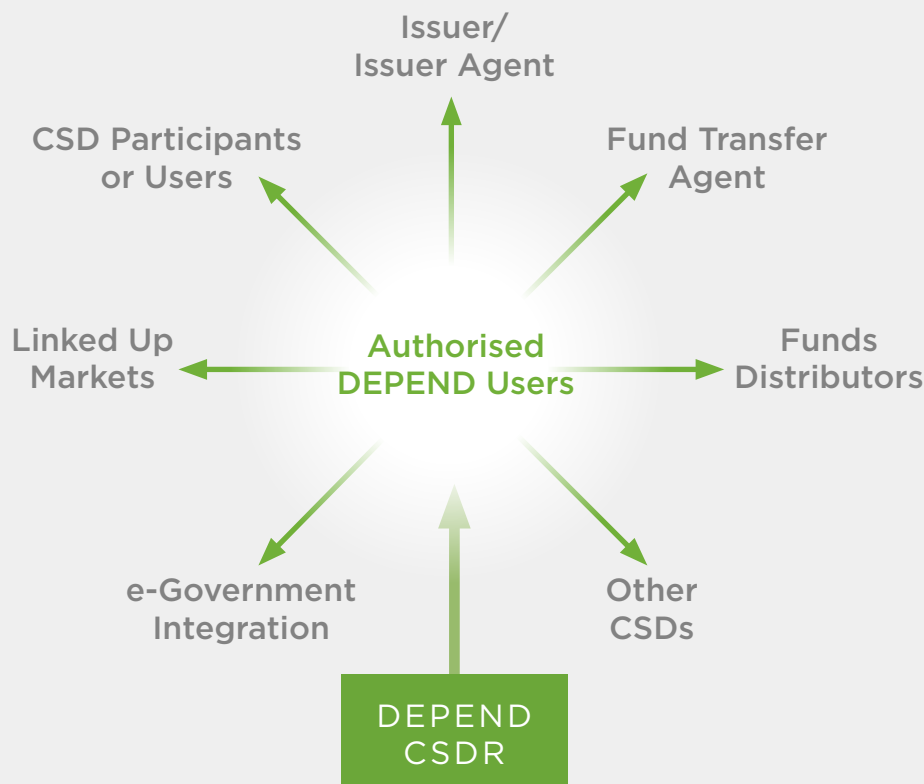 Issuer/
Issuer Agent
CSD Participants
or Users
Fund Transfer
Agent
Linked Up
Markets
Authorised
DEPEND Users
Funds
Distributors
e-Government
Integration
Other
CSDs
DEPEND
CSDR